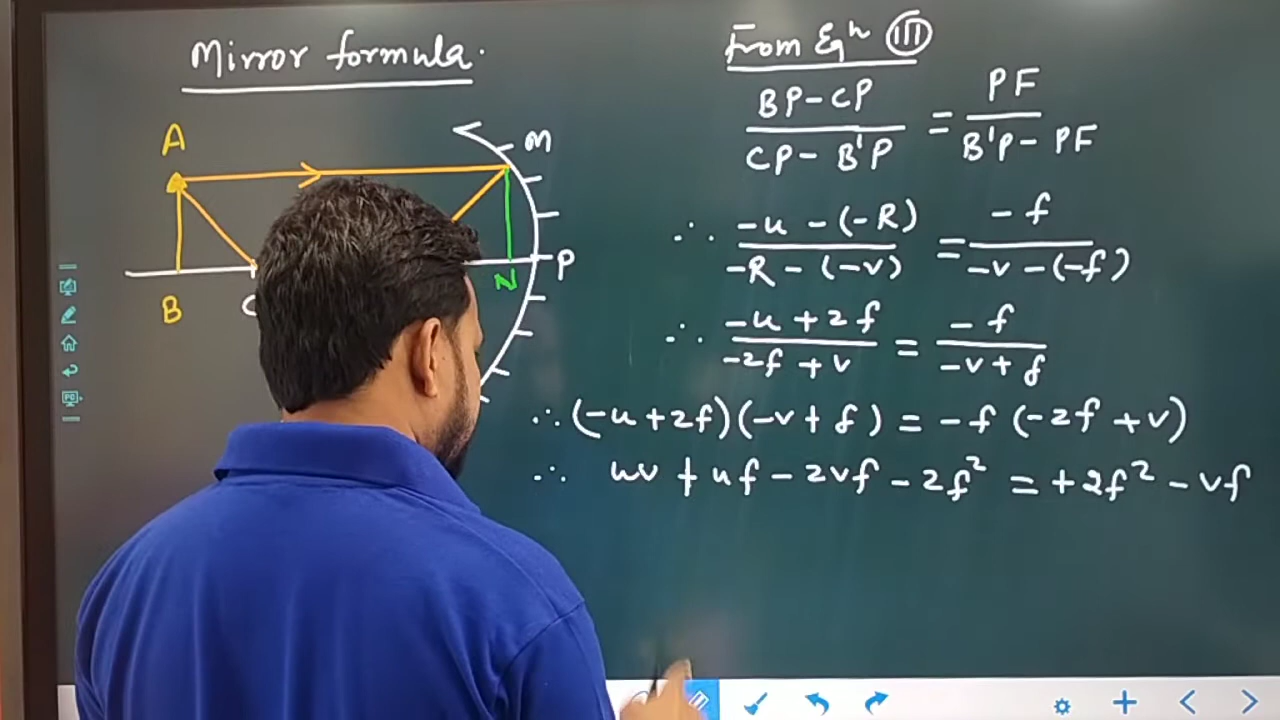 Mirror formula.
A
M
B
C
N
P
From Eqⁿ (III)
BP-CP / CP-B'P = PF / B'P-PF
∴ -u-(-R) / -R-(-v) = -f / -v-(-f)
∴ -u+2f / -2f+v = -f / -v+f
∴ (-u+2f)(-v+f) = -f(-2f+v)
∴ uv+uf-2vf-2f² = +2f²-vf